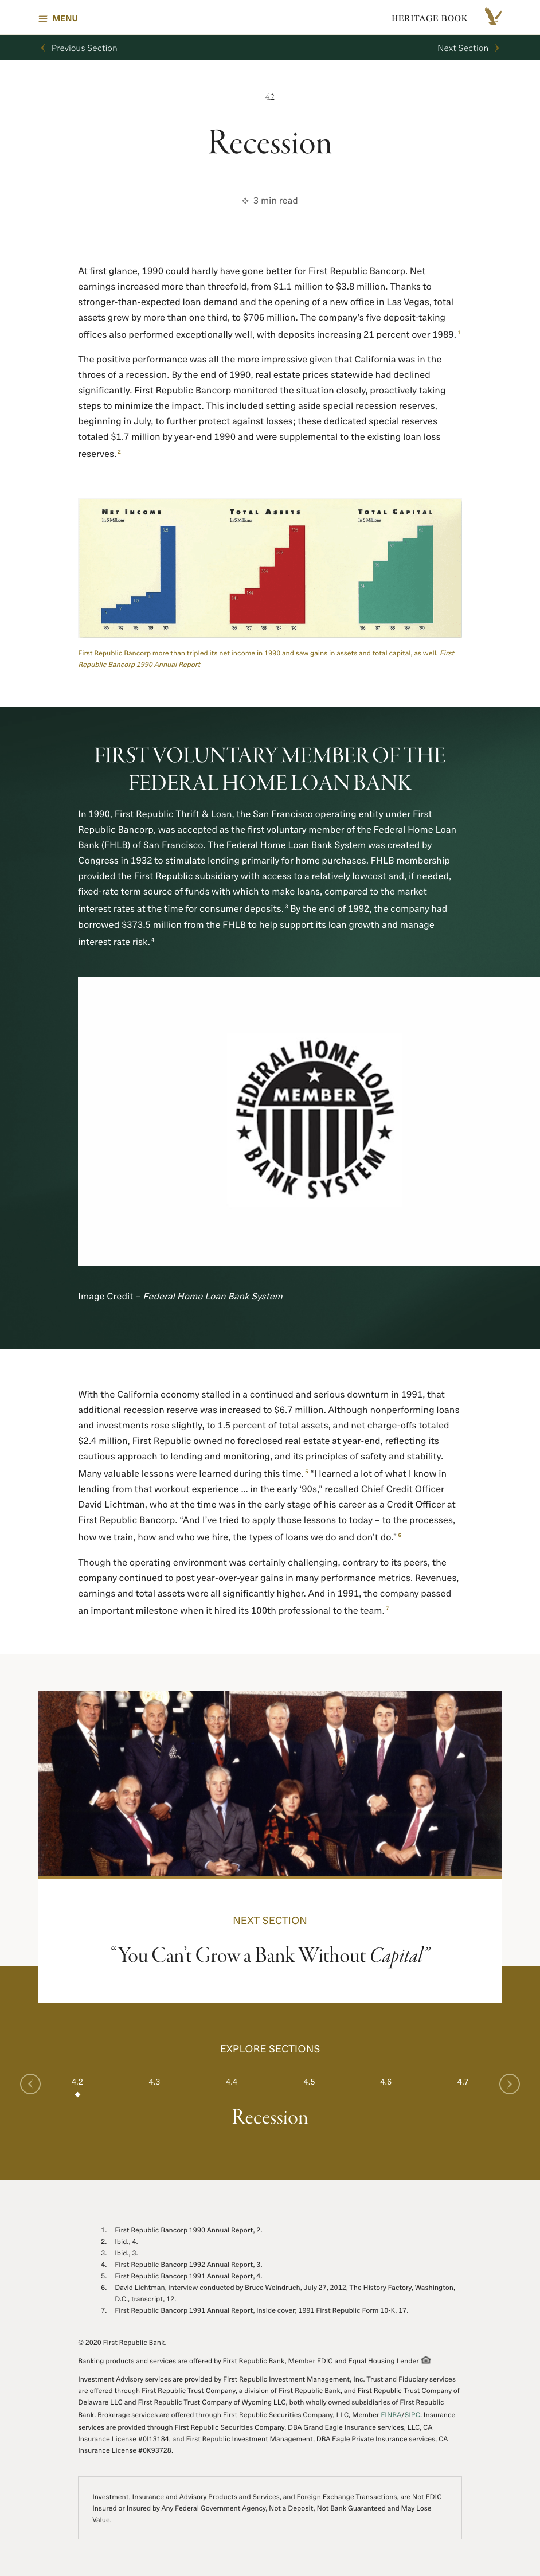 MENU
HERITAGE BOOK
Previous Section
Next Section
4.2
Recession
3 min read
At first glance, 1990 could hardly have gone better for First Republic Bancorp. Net
earnings increased more than threefold, from $1.1 million to $3.8 million. Thanks to
stronger-than-expected loan demand and the opening of a new office in Las Vegas, total
assets grew by more than one third, to $706 million. The company's five deposit-taking
offices also performed exceptionally well, with deposits increasing 21 percent over 1989. 1
The positive performance was all the more impressive given that California was in the
throes of a recession. By the end of 1990, real estate prices statewide had declined
significantly. First Republic Bancorp monitored the situation closely, proactively taking
steps to minimize the impact. This included setting aside special recession reserves,
beginning in July, to further protect against losses; these dedicated special reserves
totaled $1.7 million by year-end 1990 and were supplemental to the existing loan loss
reserves. 2
NET INCOME
In $ Millions
'86 '87 '88 '89 '90
TOTAL ASSETS
In $ Millions
'86 '87 '88 '89 '90
TOTAL CAPITAL
In $ Millions
'86 '87 '88 '89 '90
First Republic Bancorp more than tripled its net income in 1990 and saw gains in assets and total capital, as well. First
Republic Bancorp 1990 Annual Report
FIRST VOLUNTARY MEMBER OF THE
FEDERAL HOME LOAN BANK
In 1990, First Republic Thrift & Loan, the San Francisco operating entity under First
Republic Bancorp, was accepted as the first voluntary member of the Federal Home Loan
Bank (FHLB) of San Francisco. The Federal Home Loan Bank System was created by
Congress in 1932 to stimulate lending primarily for home purchases. FHLB membership
provided the First Republic subsidiary with access to a relatively lowcost and, if needed,
fixed-rate term source of funds with which to make loans, compared to the market
interest rates at the time for consumer deposits. 3 By the end of 1992, the company had
borrowed $373.5 million from the FHLB to help support its loan growth and manage
interest rate risk. 4
FEDERAL HOME LOAN
MEMBER
BANK SYSTEM
Image Credit – Federal Home Loan Bank System
With the California economy stalled in a continued and serious downturn in 1991, that
additional recession reserve was increased to $6.7 million. Although nonperforming loans
and investments rose slightly, to 1.5 percent of total assets, and net charge-offs totaled
$2.4 million, First Republic owned no foreclosed real estate at year-end, reflecting its
cautious approach to lending and monitoring, and its principles of safety and stability.
Many valuable lessons were learned during this time. 5 “I learned a lot of what I know in
lending from that workout experience … in the early ‘90s,” recalled Chief Credit Officer
David Lichtman, who at the time was in the early stage of his career as a Credit Officer at
First Republic Bancorp. “And I’ve tried to apply those lessons to today – to the processes,
how we train, how and who we hire, the types of loans we do and don’t do.” 6
Though the operating environment was certainly challenging, contrary to its peers, the
company continued to post year-over-year gains in many performance metrics. Revenues,
earnings and total assets were all significantly higher. And in 1991, the company passed
an important milestone when it hired its 100th professional to the team. 7
NEXT SECTION
“You Can’t Grow a Bank Without Capital”
EXPLORE SECTIONS
4.2 4.3 4.4 4.5 4.6 4.7
Recession
1. First Republic Bancorp 1990 Annual Report, 2.
2. Ibid., 4.
3. Ibid., 3.
4. First Republic Bancorp 1992 Annual Report, 3.
5. First Republic Bancorp 1991 Annual Report, 4.
6. David Lichtman, interview conducted by Bruce Weindruch, July 27, 2012, The History Factory, Washington,
D.C., transcript, 12.
7. First Republic Bancorp 1991 Annual Report, inside cover; 1991 First Republic Form 10-K, 17.
© 2020 First Republic Bank.
Banking products and services are offered by First Republic Bank, Member FDIC and Equal Housing Lender
Investment Advisory services are provided by First Republic Investment Management, Inc. Trust and Fiduciary services
are offered through First Republic Trust Company, a division of First Republic Bank, and First Republic Trust Company of
Delaware LLC and First Republic Trust Company of Wyoming LLC, both wholly owned subsidiaries of First Republic
Bank. Brokerage services are offered through First Republic Securities Company, LLC, Member FINRA/SIPC. Insurance
services are provided through First Republic Securities Company, DBA Grand Eagle Insurance services, LLC, CA
Insurance License #0I13184, and First Republic Investment Management, DBA Eagle Private Insurance services, CA
Insurance License #0K93728.
Investment, Insurance and Advisory Products and Services, and Foreign Exchange Transactions, are Not FDIC
Insured or Insured by Any Federal Government Agency, Not a Deposit, Not Bank Guaranteed and May Lose
Value.